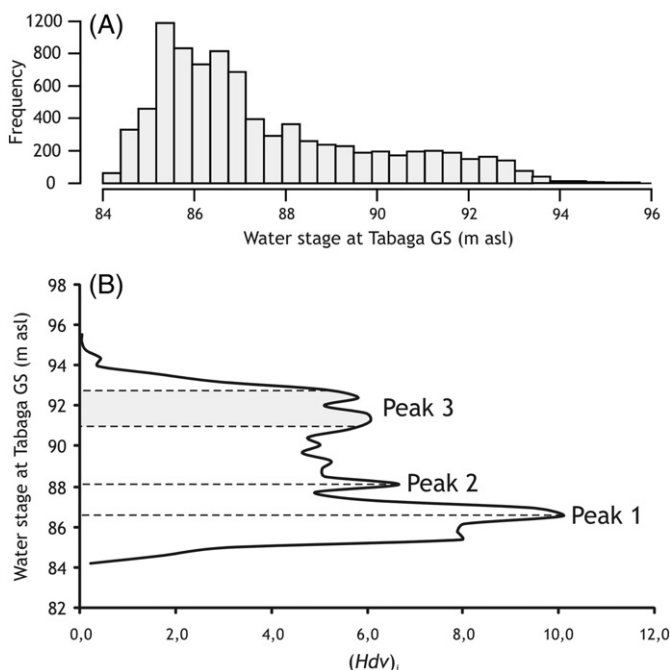 (A)
1200
800
400
200
0
Frequency
84 86 88 90 92 94 96
Water stage at Tabaga GS (m asl)
(B)
98
96
94
92
90
88
86
84
82
Water stage at Tabaga GS (m asl)
Peak 3
Peak 2
Peak 1
0,0 2,0 4,0 6,0 8,0 10,0 12,0
(Hdv)i